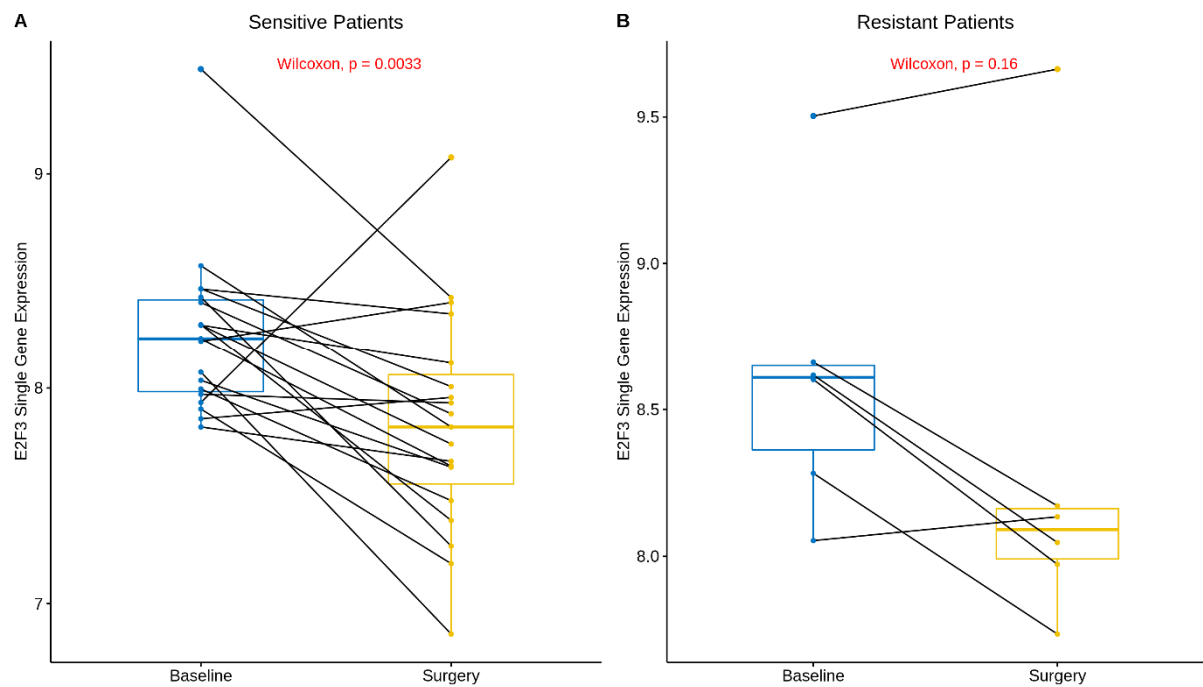 A
Sensitive Patients
Wilcoxon, p = 0.0033
E2F3 Single Gene Expression
9
8
7
Baseline
Surgery
B
Resistant Patients
Wilcoxon, p = 0.16
E2F3 Single Gene Expression
9.5
9.0
8.5
8.0
Baseline
Surgery